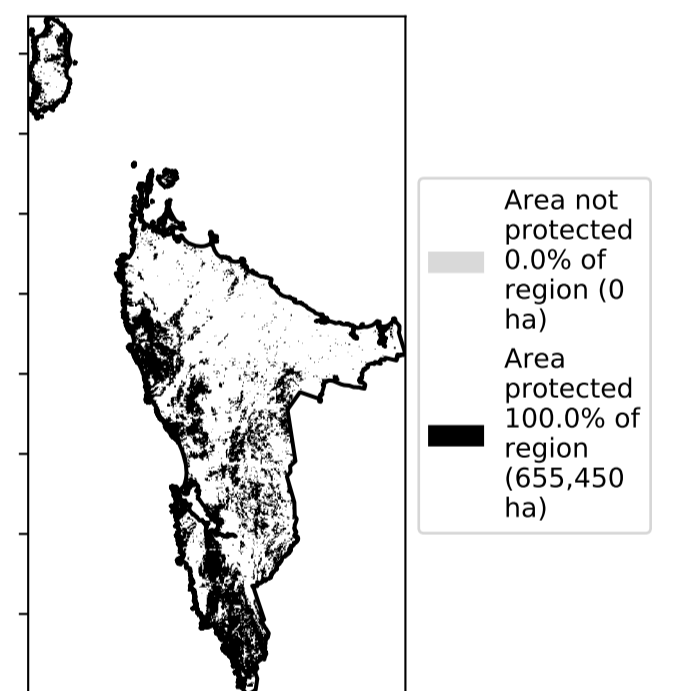 Area not
protected
0.0% of
region (0
ha)
Area
protected
100.0% of
region
(655,450
ha)